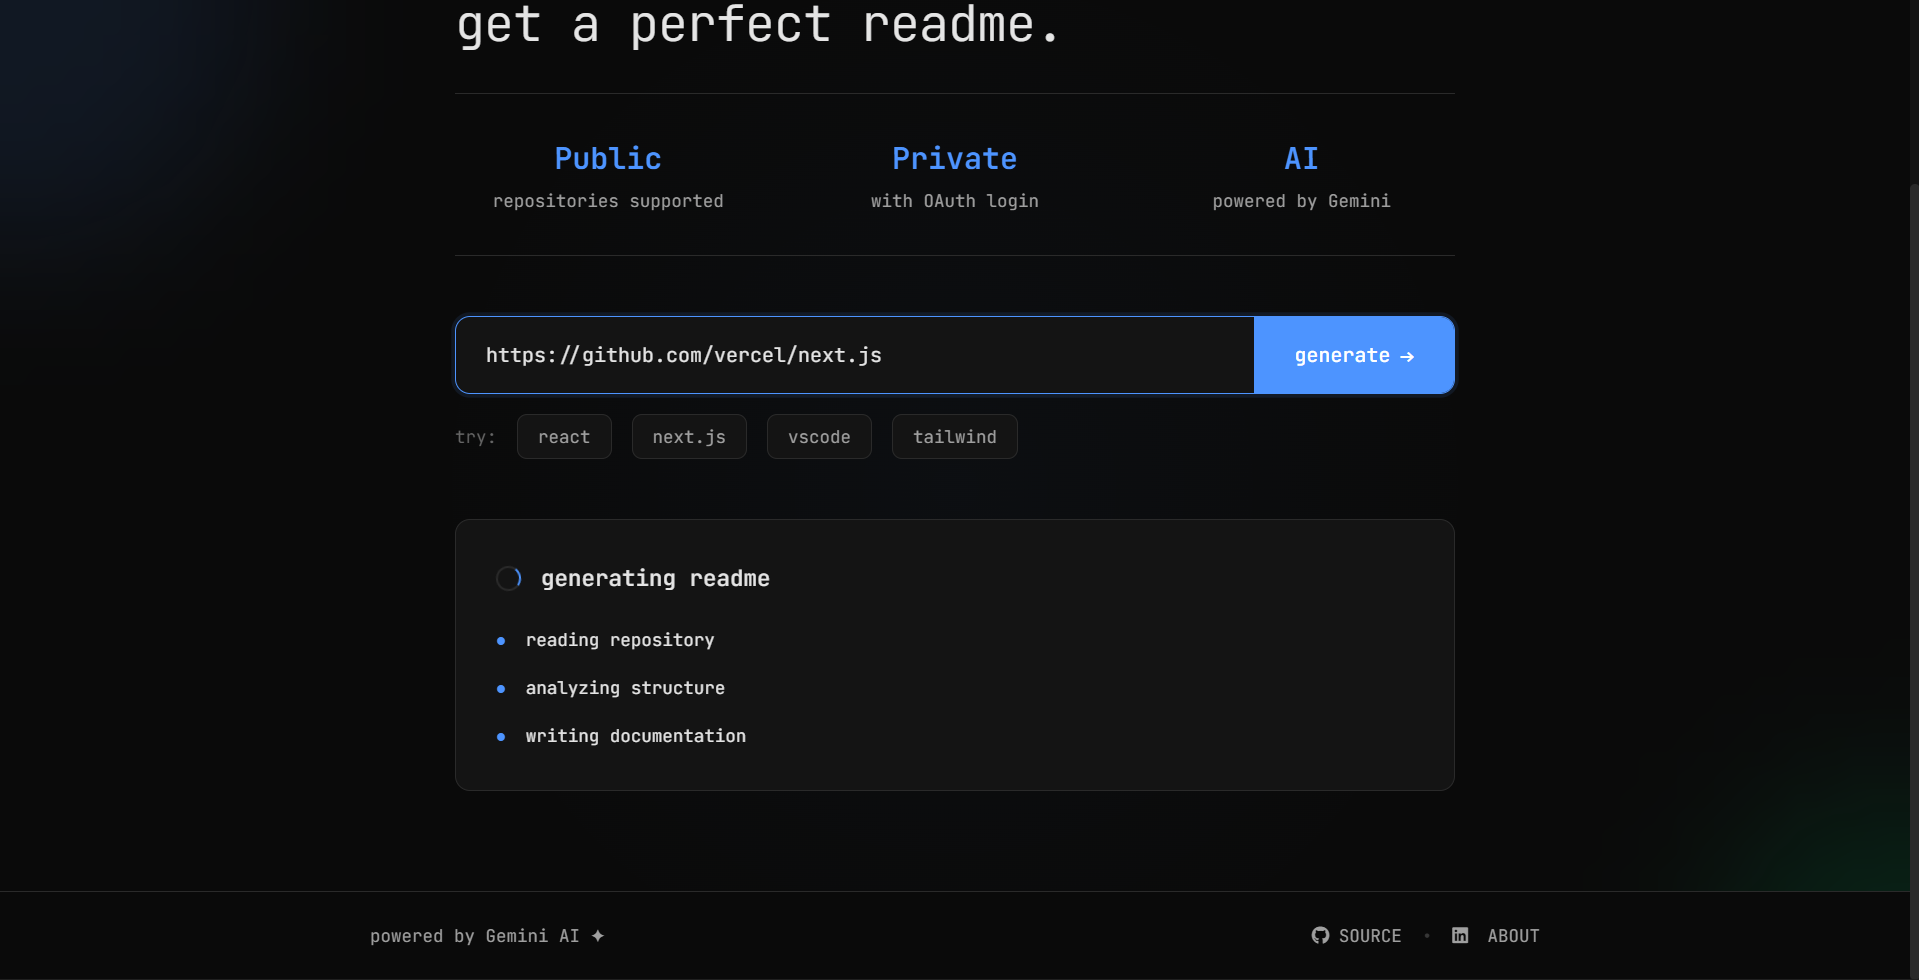 get a perfect readme.
Public
repositories supported
Private
with OAuth login
AI
powered by Gemini
https://github.com/vercel/next.js
generate →
try: react next.js vscode tailwind
generating readme
reading repository
analyzing structure
writing documentation
powered by Gemini AI ✦
SOURCE • ABOUT